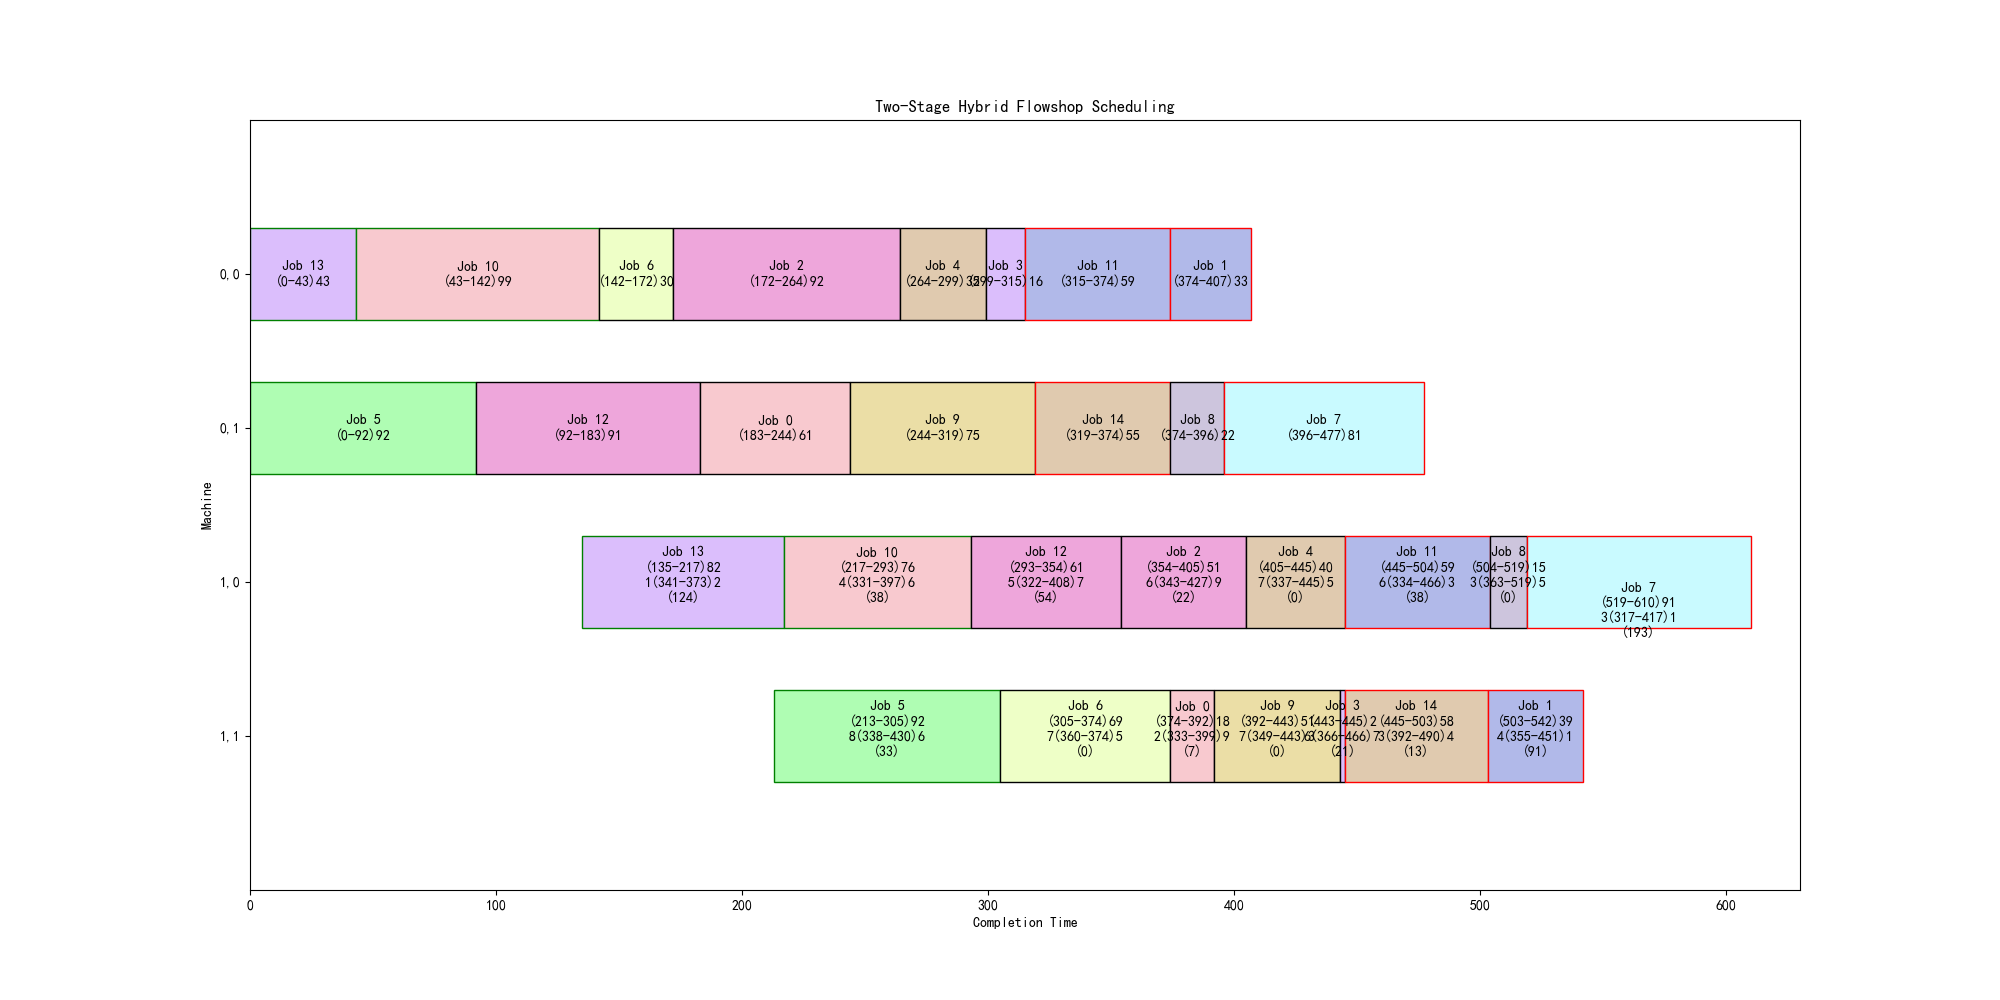 Two-Stage Hybrid Flowshop Scheduling
Machine
0,0
Job 13
(0-43)43
Job 10
(43-142)99
Job 6
(142-172)30
Job 2
(172-264)92
Job 4
(264-299)35
Job 3
(299-315)16
Job 11
(315-374)59
Job 1
(374-407)33
0,1
Job 5
(0-92)92
Job 12
(92-183)91
Job 0
(183-244)61
Job 9
(244-319)75
Job 14
(319-374)55
Job 8
(374-396)22
Job 7
(396-477)81
1,0
Job 13
(135-217)82
1(341-373)2
(124)
Job 10
(217-293)76
4(331-397)6
(38)
Job 12
(293-354)61
5(322-408)7
(54)
Job 2
(354-405)51
6(343-427)9
(22)
Job 4
(405-445)40
7(337-445)5
(0)
Job 11
(445-504)59
6(334-466)3
(38)
Job 8
(504-519)15
3(363-519)5
(0)
Job 7
(519-610)91
3(317-417)1
(193)
1,1
Job 5
(213-305)92
8(338-430)6
(33)
Job 6
(305-374)69
7(360-374)5
(0)
Job 0
(374-392)18
2(333-399)9
(7)
Job 9
(392-443)51
7(349-443)
(0)
Job 3
(443-445)2
(366-466)7
(21)
Job 14
(445-503)58
3(392-490)4
(13)
Job 1
(503-542)39
4(355-451)1
(91)
0
100
200
300
400
500
600
Completion Time